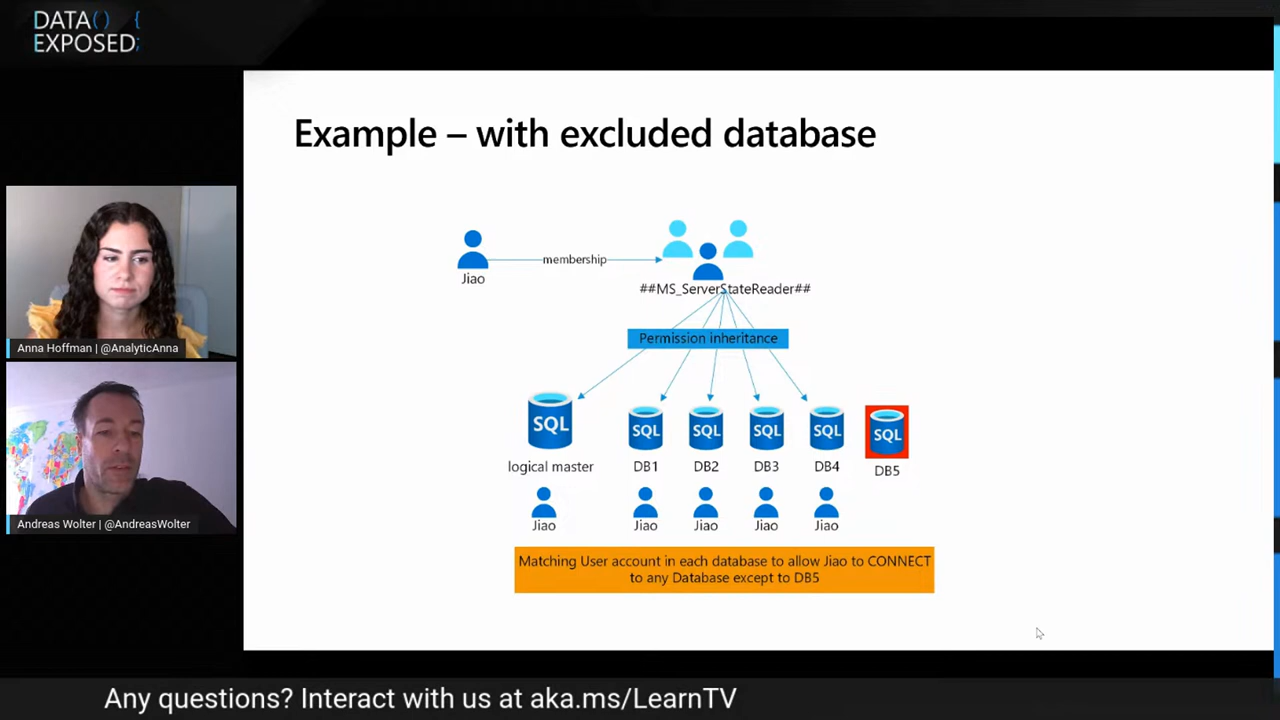 DATA() {
EXPOSED;
Example – with excluded database
Jiao
membership
##MS_ServerStateReader##
Permission inheritance
SQL
SQL
SQL
SQL
SQL
SQL
logical master
DB1
DB2
DB3
DB4
DB5
Jiao
Jiao
Jiao
Jiao
Jiao
Matching User account in each database to allow Jiao to CONNECT
to any Database except to DB5
Anna Hoffman | @AnalyticAnna
Andreas Wolter | @AndreasWolter
Any questions? Interact with us at aka.ms/LearnTV